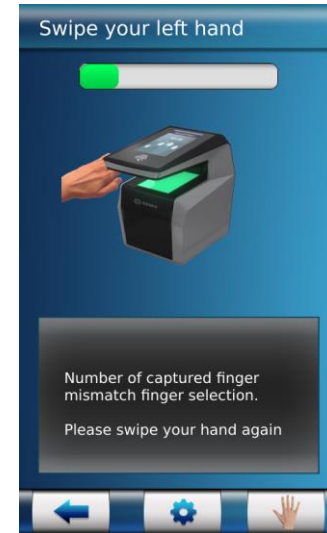 Swipe your left hand
Number of captured finger
mismatch finger selection.
Please swipe your hand again